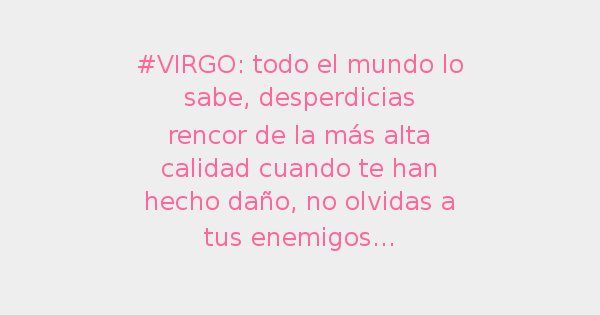 #VIRGO: todo el mundo lo
sabe, desperdicias
rencor de la más alta
calidad cuando te han
hecho daño, no olvidas a
tus enemigos...